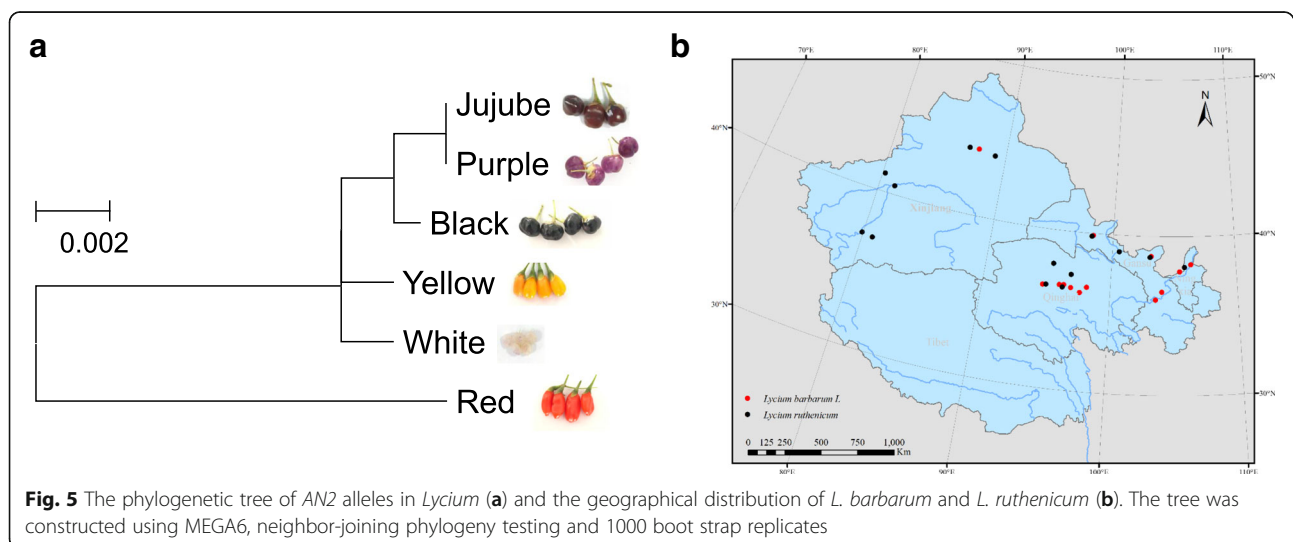 a
Jujube
Purple
Black
Yellow
White
Red
0.002
b
70°E
80°E
90°E
100°E
110°E
50°N
40°N
40°N
30°N
30°N
N
Xinjiang
Qinghai
Tibet
Lycium barbarum L.
Lycium ruthenicum
0 125 250 500 750 1,000
Km
80°E
90°E
100°E
110°E
Fig. 5 The phylogenetic tree of AN2 alleles in Lycium (a) and the geographical distribution of L. barbarum and L. ruthenicum (b). The tree was
constructed using MEGA6, neighbor-joining phylogeny testing and 1000 boot strap replicates